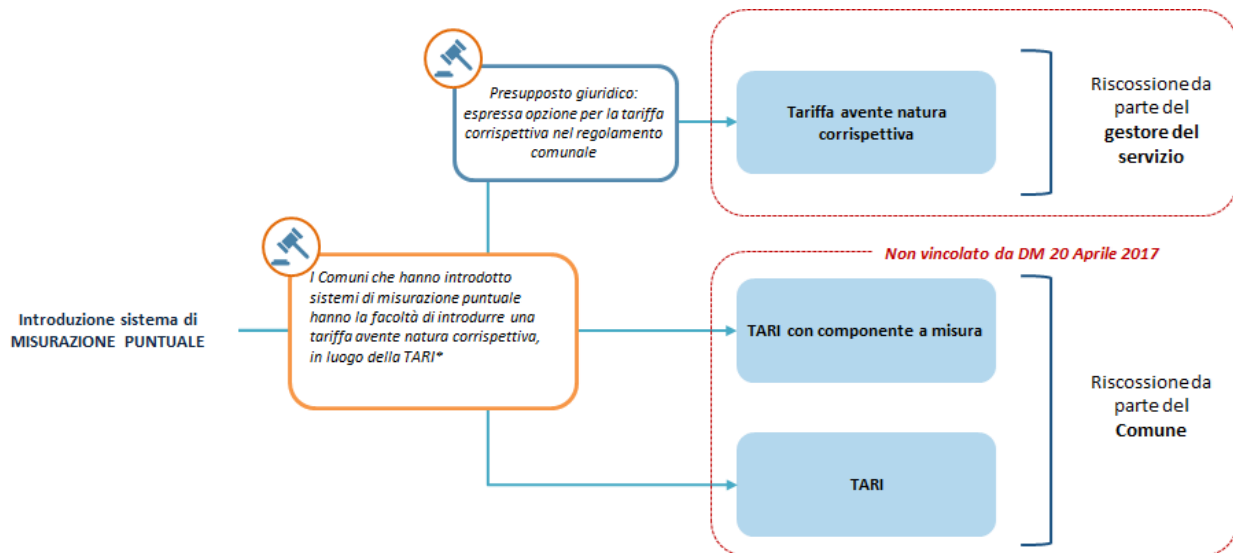 Presupposto giuridico:
espressa opzione per la tariffa
corrispettiva nel regolamento
comunale
Tariffa avente natura
corrispettiva
Riscossione da
parte del
gestore del
servizio
Introduzione sistema di
MISURAZIONE PUNTUALE
I Comuni che hanno introdotto
sistemi di misurazione puntuale
hanno la facoltà di introdurre una
tariffa avente natura corrispettiva,
in luogo della TARI*
Non vincolato da DM 20 Aprile 2017
TARI con componente a misura
TARI
Riscossione da
parte del
Comune